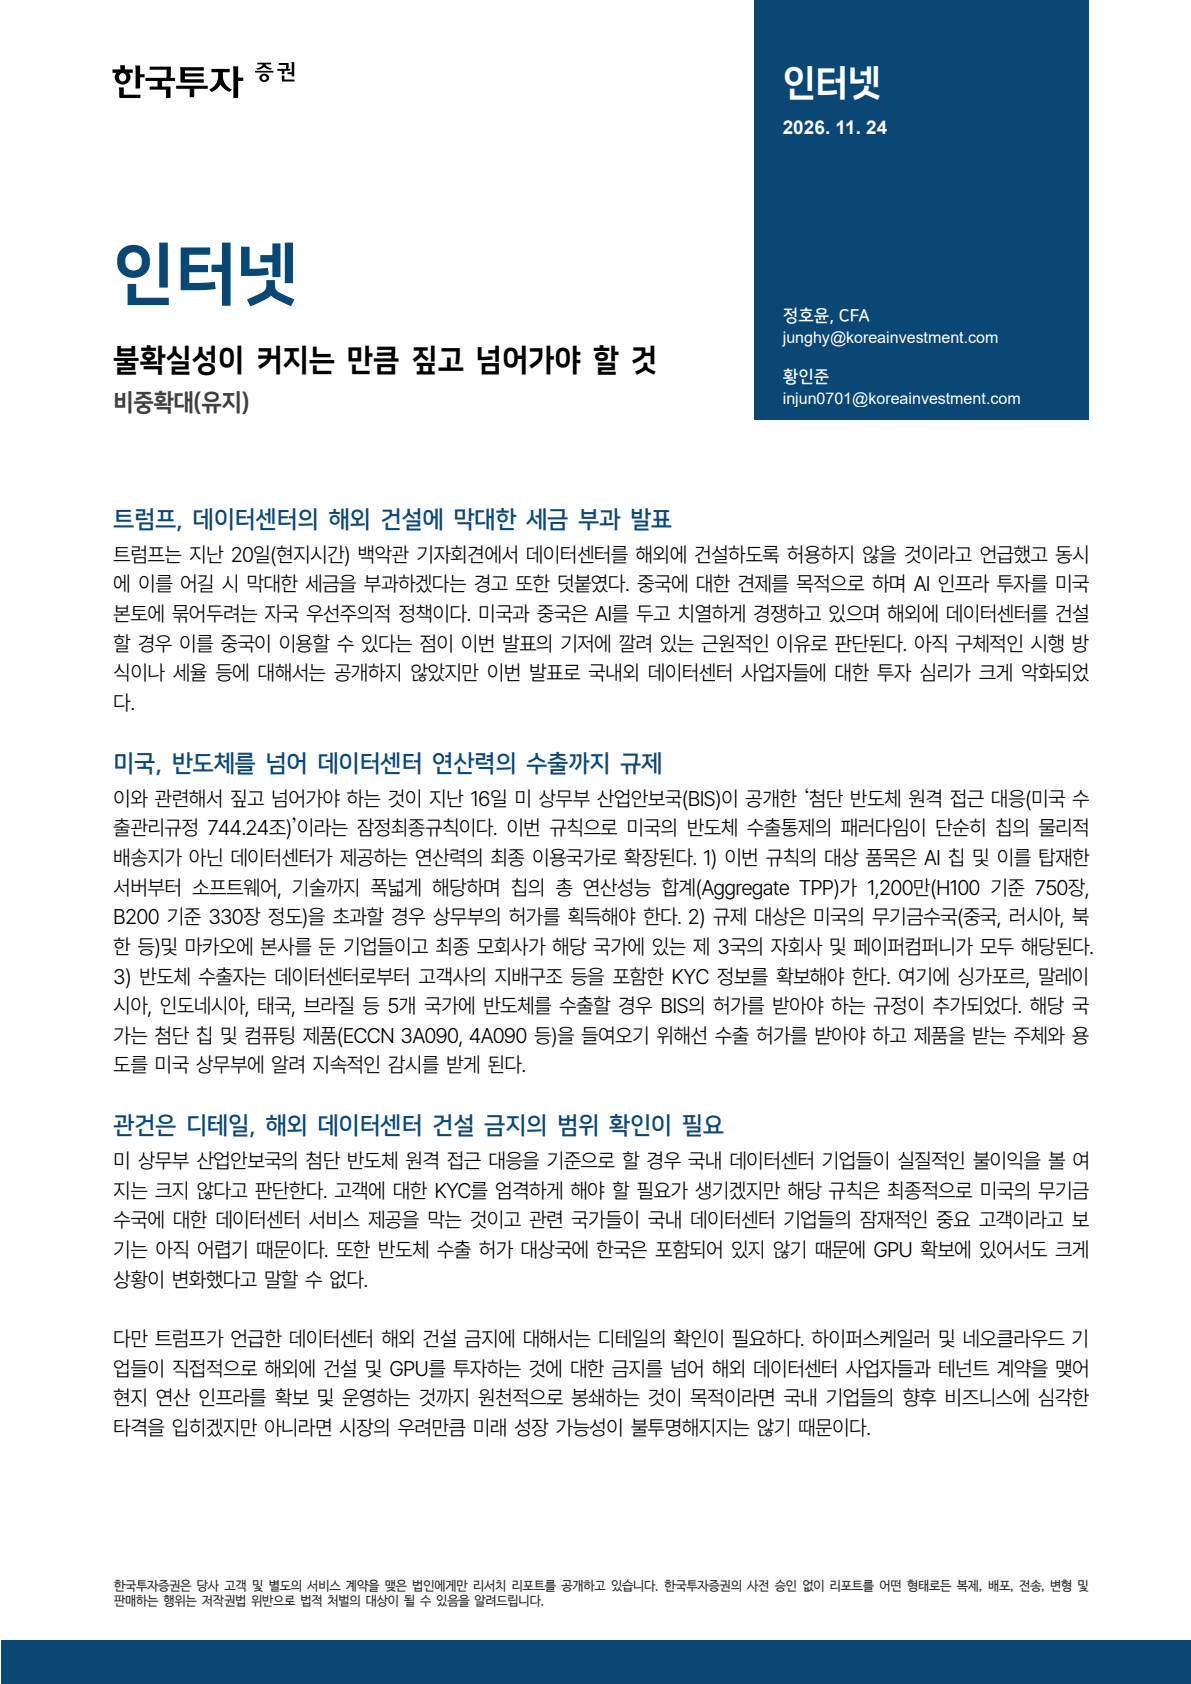 한국투자 증권
인터넷
2026. 11. 24
정호윤, CFA
junghy@koreainvestment.com
황인준
injun0701@koreainvestment.com
인터넷
불확실성이 커지는 만큼 짚고 넘어가야 할 것
비중확대(유지)
트럼프, 데이터센터의 해외 건설에 막대한 세금 부과 발표
트럼프는 지난 20일(현지시간) 백악관 기자회견에서 데이터센터를 해외에 건설하도록 허용하지 않을 것이라고 언급했고 동시
에 이를 어길 시 막대한 세금을 부과하겠다는 경고 또한 덧붙였다. 중국에 대한 견제를 목적으로 하며 AI 인프라 투자를 미국
본토에 묶어두려는 자국 우선주의적 정책이다. 미국과 중국은 AI를 두고 치열하게 경쟁하고 있으며 해외에 데이터센터를 건설
할 경우 이를 중국이 이용할 수 있다는 점이 이번 발표의 기저에 깔려 있는 근원적인 이유로 판단된다. 아직 구체적인 시행 방
식이나 세율 등에 대해서는 공개하지 않았지만 이번 발표로 국내외 데이터센터 사업자들에 대한 투자 심리가 크게 악화되었
다.
미국, 반도체를 넘어 데이터센터 연산력의 수출까지 규제
이와 관련해서 짚고 넘어가야 하는 것이 지난 16일 미 상무부 산업안보국(BIS)이 공개한 ‘첨단 반도체 원격 접근 대응(미국 수
출관리규정 744.24조)’이라는 잠정최종규칙이다. 이번 규칙으로 미국의 반도체 수출통제의 패러다임이 단순히 칩의 물리적
배송지가 아닌 데이터센터가 제공하는 연산력의 최종 이용국가로 확장된다. 1) 이번 규칙의 대상 품목은 AI 칩 및 이를 탑재한
서버부터 소프트웨어, 기술까지 폭넓게 해당하며 칩의 총 연산성능 합계(Aggregate TPP)가 1,200만(H100 기준 750장,
B200 기준 330장 정도)을 초과할 경우 상무부의 허가를 획득해야 한다. 2) 규제 대상은 미국의 무기금수국(중국, 러시아, 북
한 등)및 마카오에 본사를 둔 기업들이고 최종 모회사가 해당 국가에 있는 제 3국의 자회사 및 페이퍼컴퍼니가 모두 해당된다.
3) 반도체 수출자는 데이터센터로부터 고객사의 지배구조 등을 포함한 KYC 정보를 확보해야 한다. 여기에 싱가포르, 말레이
시아, 인도네시아, 태국, 브라질 등 5개 국가에 반도체를 수출할 경우 BIS의 허가를 받아야 하는 규정이 추가되었다. 해당 국
가는 첨단 칩 및 컴퓨팅 제품(ECCN 3A090, 4A090 등)을 들여오기 위해선 수출 허가를 받아야 하고 제품을 받는 주체와 용
도를 미국 상무부에 알려 지속적인 감시를 받게 된다.
관건은 디테일, 해외 데이터센터 건설 금지의 범위 확인이 필요
미 상무부 산업안보국의 첨단 반도체 원격 접근 대응을 기준으로 할 경우 국내 데이터센터 기업들이 실질적인 불이익을 볼 여
지는 크지 않다고 판단한다. 고객에 대한 KYC를 엄격하게 해야 할 필요가 생기겠지만 해당 규칙은 최종적으로 미국의 무기금
수국에 대한 데이터센터 서비스 제공을 막는 것이고 관련 국가들이 국내 데이터센터 기업들의 잠재적인 중요 고객이라고 보
기는 아직 어렵기 때문이다. 또한 반도체 수출 허가 대상국에 한국은 포함되어 있지 않기 때문에 GPU 확보에 있어서도 크게
상황이 변화했다고 말할 수 없다.
다만 트럼프가 언급한 데이터센터 해외 건설 금지에 대해서는 디테일의 확인이 필요하다. 하이퍼스케일러 및 네오클라우드 기
업들이 직접적으로 해외에 건설 및 GPU를 투자하는 것에 대한 금지를 넘어 해외 데이터센터 사업자들과 테넌트 계약을 맺어
현지 연산 인프라를 확보 및 운영하는 것까지 원천적으로 봉쇄하는 것이 목적이라면 국내 기업들의 향후 비즈니스에 심각한
타격을 입히겠지만 아니라면 시장의 우려만큼 미래 성장 가능성이 불투명해지지는 않기 때문이다.
한국투자증권은 당사 고객 및 별도의 서비스 계약을 맺은 법인에게만 리서치 리포트를 공개하고 있습니다. 한국투자증권의 사전 승인 없이 리포트를 어떤 형태로든 복제, 배포, 전송, 변형 및
판매하는 행위는 저작권법 위반으로 법적 처벌의 대상이 될 수 있음을 알려드립니다.